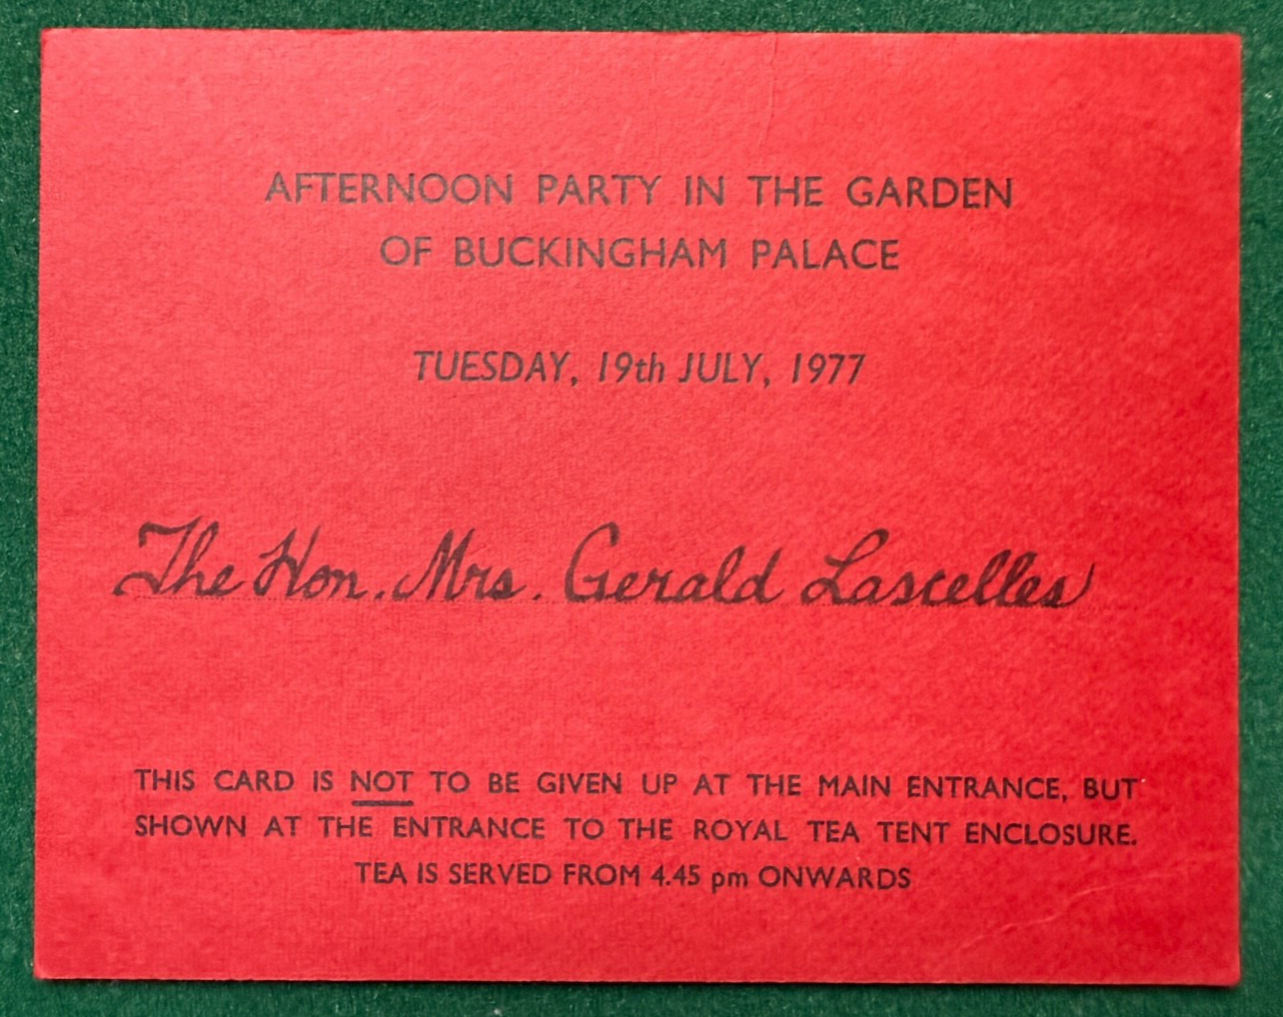 AFTERNOON PARTY IN THE GARDEN
OF BUCKINGHAM PALACE
TUESDAY, 19th JULY, 1977
The Hon. Mrs. Gerald Lascelles
THIS CARD IS NOT TO BE GIVEN UP AT THE MAIN ENTRANCE, BUT
SHOWN AT THE ENTRANCE TO THE ROYAL TEA TENT ENCLOSURE.
TEA IS SERVED FROM 4.45 pm ONWARDS